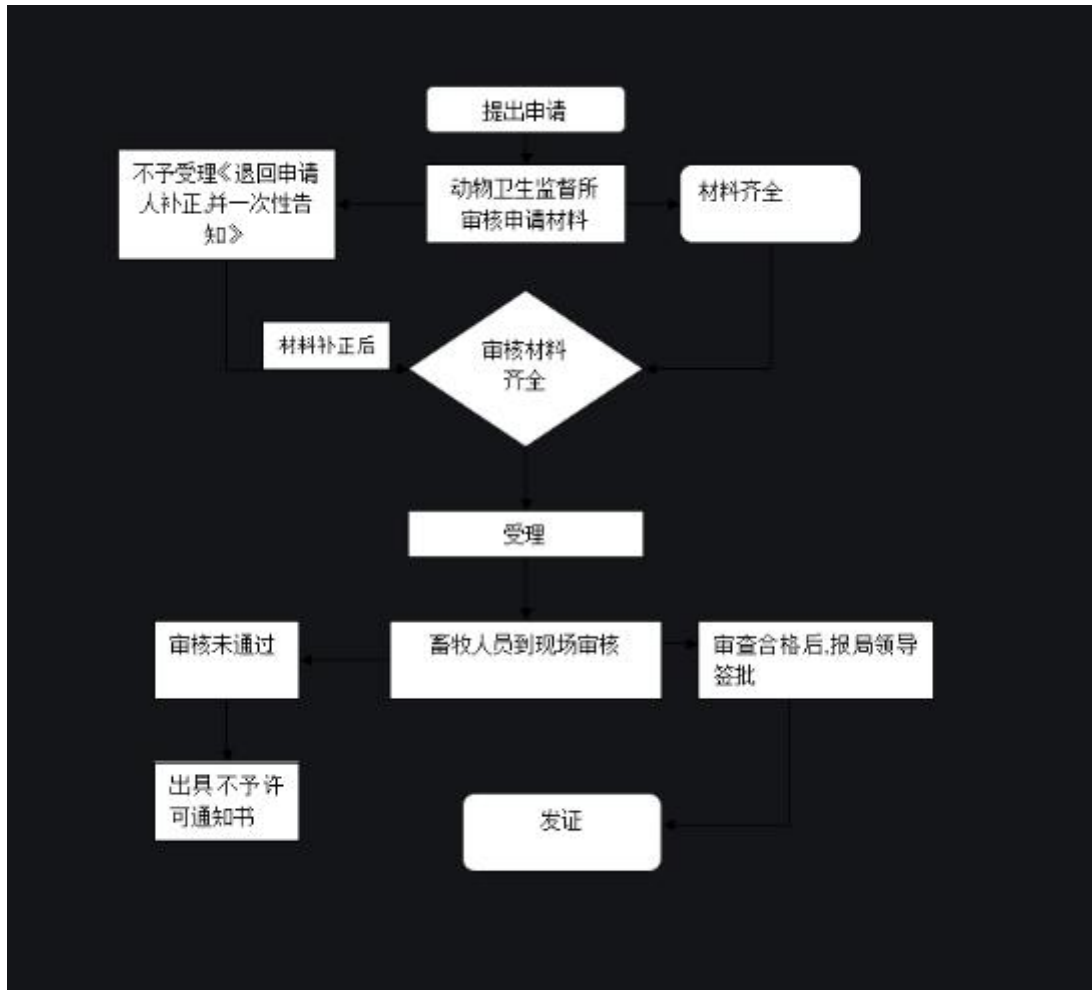 提出申请
不予受理《退回申请
人补正,并一次性告
知》
动物卫生监督所
审核申请材料
材料齐全
材料补正后
审核材料
齐全
受理
审核未通过
畜牧人员到现场审核
审查合格后,报局领导
签批
出具不予许
可通知书
发证